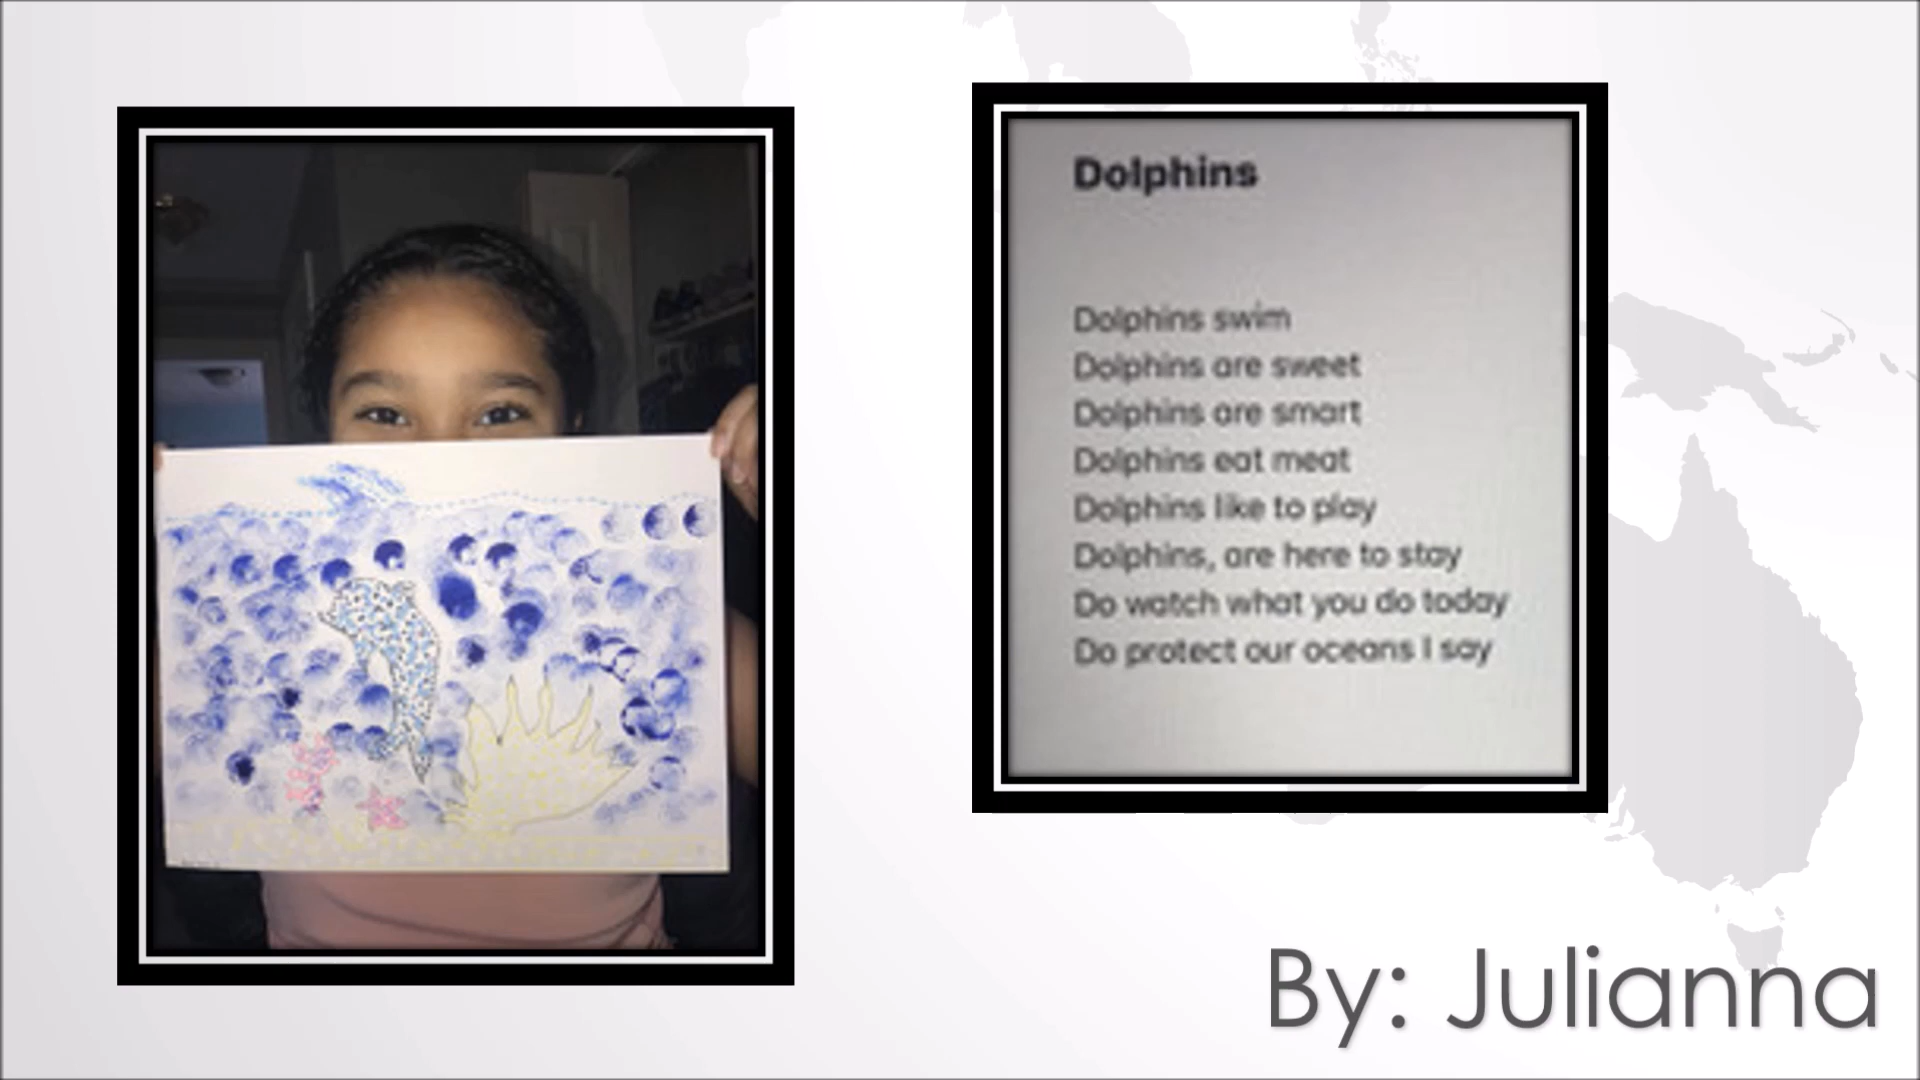 Dolphins
Dolphins swim
Dolphins are sweet
Dolphins are smart
Dolphins eat meat
Dolphins like to play
Dolphins, are here to stay
Do watch what you do today
Do protect our oceans I say
By: Julianna